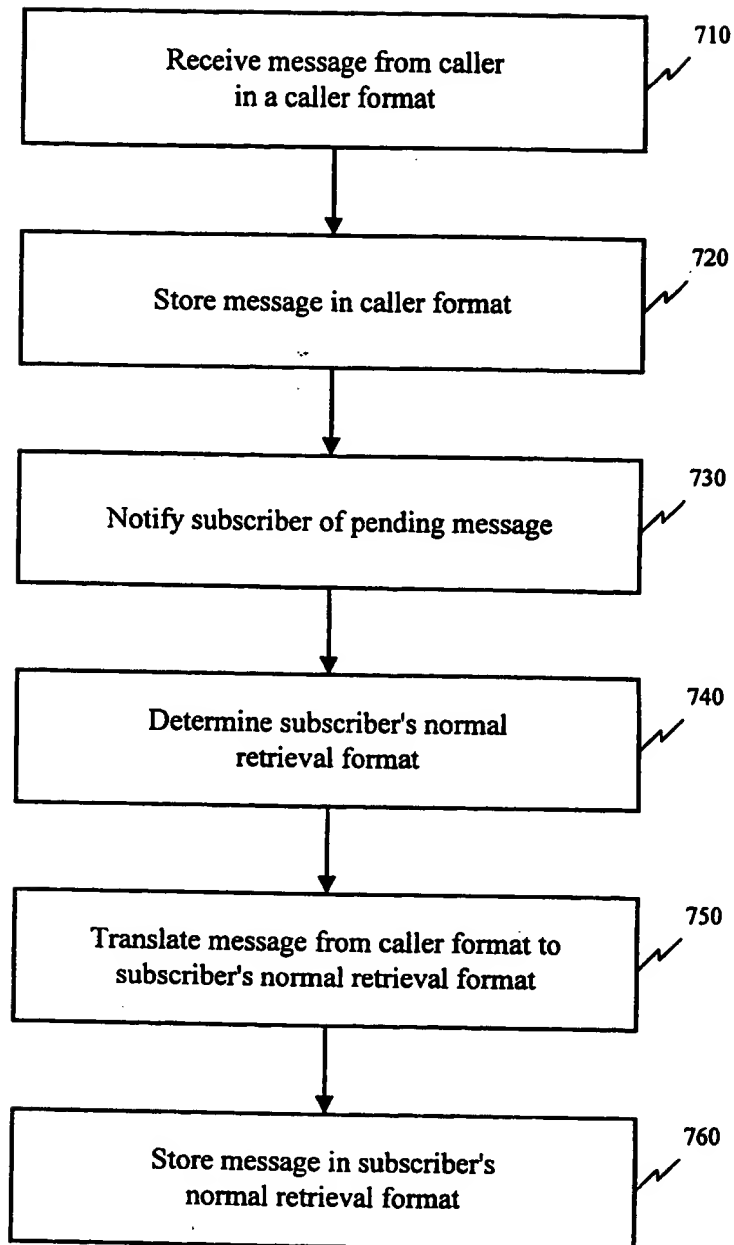 710
Receive message from caller
in a caller format
720
Store message in caller format
730
Notify subscriber of pending message
740
Determine subscriber's normal
retrieval format
750
Translate message from caller format to
subscriber's normal retrieval format
760
Store message in subscriber's
normal retrieval format